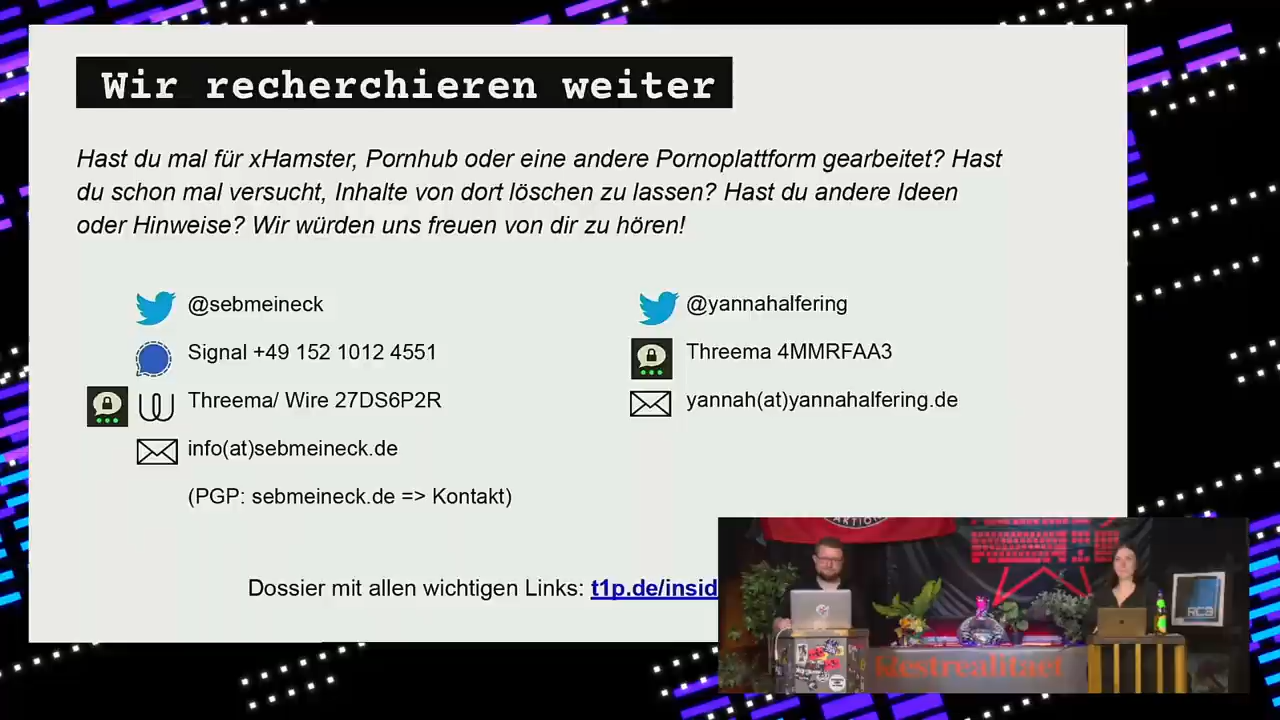 Wir recherchieren weiter
Hast du mal für xHamster, Pornhub oder eine andere Pornoplattform gearbeitet? Hast
du schon mal versucht, Inhalte von dort löschen zu lassen? Hast du andere Ideen
oder Hinweise? Wir würden uns freuen von dir zu hören!
@sebmeineck
Signal +49 152 1012 4551
Threema/ Wire 27DS6P2R
info(at)sebmeineck.de
(PGP: sebmeineck.de => Kontakt)
@yannahalfering
Threema 4MMRFAA3
yannah(at)yannahalfering.de
Dossier mit allen wichtigen Links: t1p.de/insid
AKTION
RC3
Restrealitaet